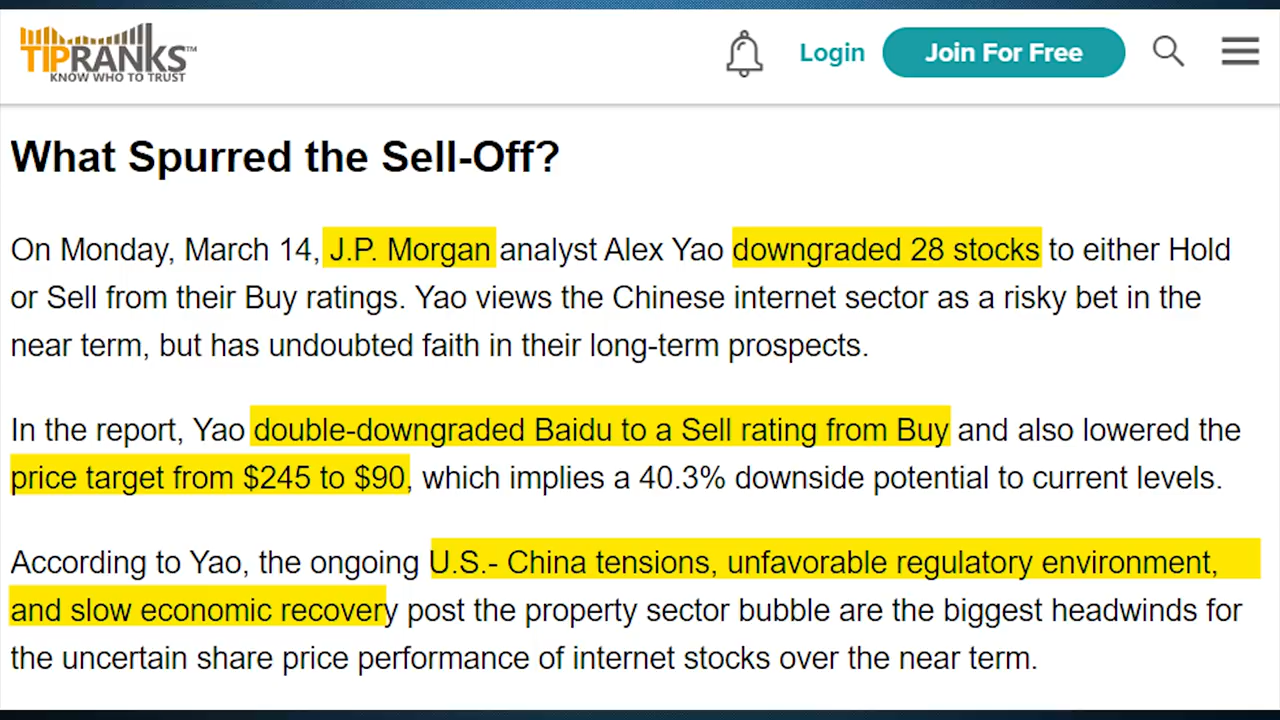 TIPRANKS™
KNOW WHO TO TRUST
Login
Join For Free
What Spurred the Sell-Off?
On Monday, March 14, J.P. Morgan analyst Alex Yao downgraded 28 stocks to either Hold
or Sell from their Buy ratings. Yao views the Chinese internet sector as a risky bet in the
near term, but has undoubted faith in their long-term prospects.
In the report, Yao double-downgraded Baidu to a Sell rating from Buy and also lowered the
price target from $245 to $90, which implies a 40.3% downside potential to current levels.
According to Yao, the ongoing U.S.- China tensions, unfavorable regulatory environment,
and slow economic recovery post the property sector bubble are the biggest headwinds for
the uncertain share price performance of internet stocks over the near term.